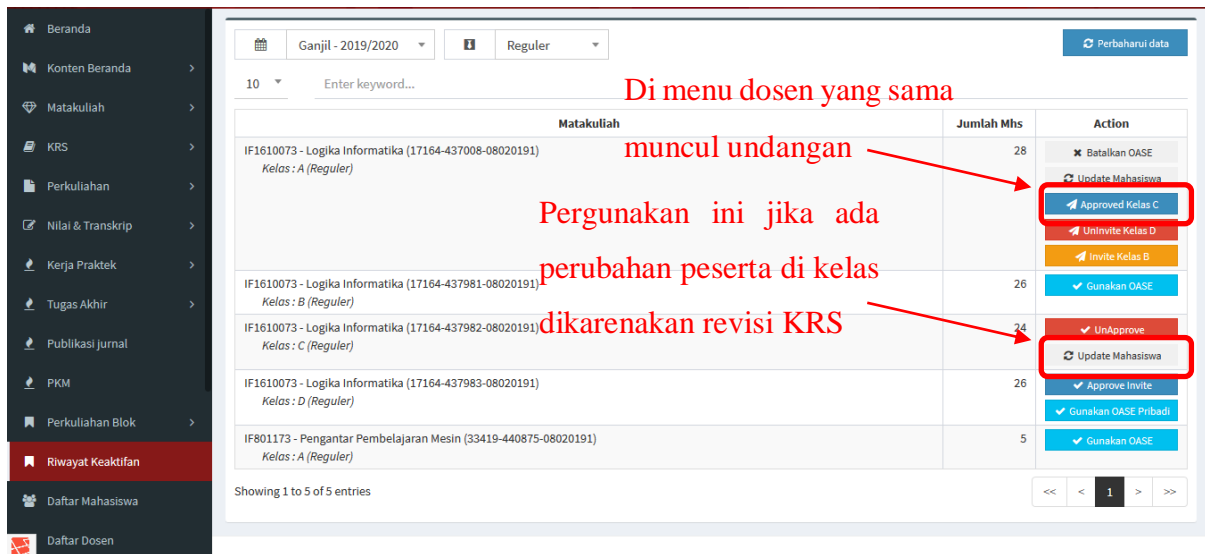 Beranda
Konten Beranda
Matakuliah
KRS
Perkuliahan
Nilai & Transkrip
Kerja Praktek
Tugas Akhir
Publikasi jurnal
PKM
Perkuliahan Blok
Riwayat Keaktifan
Daftar Mahasiswa
Daftar Dosen
Ganjil - 2019/2020
Reguler
Perbaharui data
10
Enter keyword...
Di menu dosen yang sama
muncul undangan
Pergunakan ini jika ada
perubahan peserta di kelas
dikarenakan revisi KRS
Matakuliah
Jumlah Mhs
Action
IF1610073 - Logika Informatika (17164-437008-08020191)
Kelas : A (Reguler)
28
Batalkan OASE
Update Mahasiswa
Approved Kelas C
UnInvite Kelas D
Invite Kelas B
IF1610073 - Logika Informatika (17164-437981-08020191)
Kelas : B (Reguler)
26
Gunakan OASE
IF1610073 - Logika Informatika (17164-437982-08020191)
Kelas : C (Reguler)
24
UnApprove
Update Mahasiswa
IF1610073 - Logika Informatika (17164-437983-08020191)
Kelas : D (Reguler)
26
Approve Invite
Gunakan OASE Pribadi
IF801173 - Pengantar Pembelajaran Mesin (33419-440875-08020191)
Kelas : A (Reguler)
5
Gunakan OASE
Showing 1 to 5 of 5 entries
<< < 1 > >>